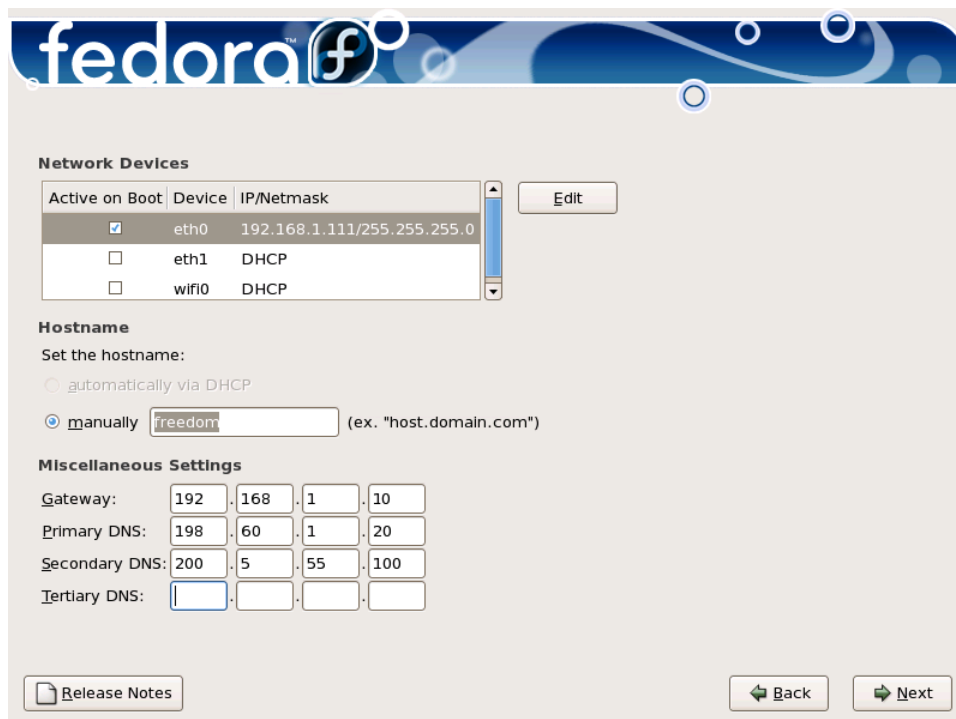 fedora™ f
Network Devices
Active on Boot Device IP/Netmask
eth0 192.168.1.111/255.255.255.0
eth1 DHCP
wifi0 DHCP
Edit
Hostname
Set the hostname:
automatically via DHCP
manually freedom (ex. "host.domain.com")
Miscellaneous Settings
Gateway: 192 . 168 . 1 . 10
Primary DNS: 198 . 60 . 1 . 20
Secondary DNS: 200 . 5 . 55 . 100
Tertiary DNS: . . .
Release Notes Back Next